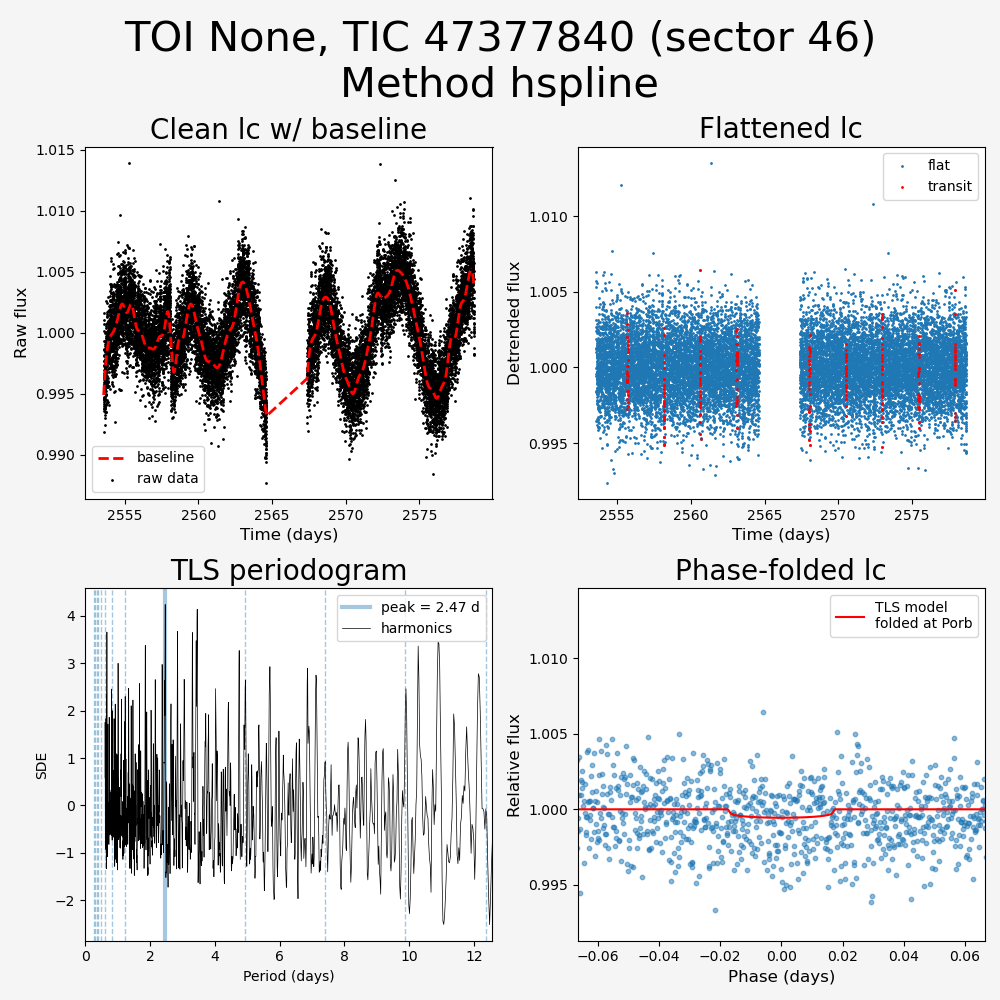 TOI None, TIC 47377840 (sector 46)
Method hspline
Clean lc w/ baseline
Raw flux
1.015
1.010
1.005
1.000
0.995
0.990
baseline
raw data
2555 2560 2565 2570 2575
Time (days)
Flattened lc
Detrended flux
1.010
1.005
1.000
0.995
flat
transit
2555 2560 2565 2570 2575
Time (days)
TLS periodogram
SDE
4
3
2
1
0
−1
−2
peak = 2.47 d
harmonics
0 2 4 6 8 10 12
Period (days)
Phase-folded lc
Relative flux
1.010
1.005
1.000
0.995
TLS model
folded at Porb
−0.06 −0.04 −0.02 0.00 0.02 0.04 0.06
Phase (days)